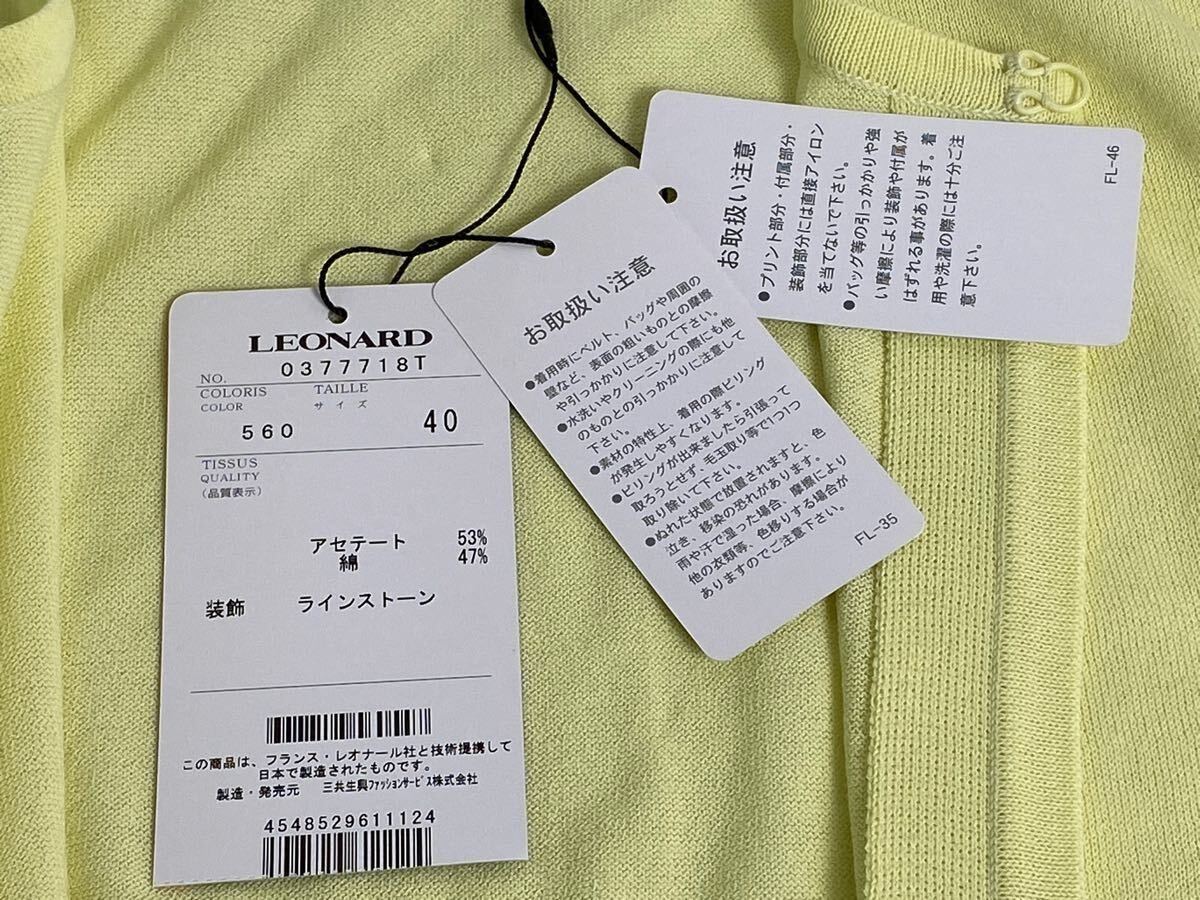 LEONARD
NO. 0377718T
COLORIS TAILLE
COLOR サイズ
560 40
TISSUS
QUALITY
(品質表示)
アセテート 53%
綿 47%
装飾 ラインストーン
この商品は、フランス・レオナール社と技術提携して
日本で製造されたものです。
製造・発売元 三共生興ファッションサービス株式会社
4548529611124
お取扱い注意
●着用時にベルト、バッグや周囲の
壁など、表面の粗いものとの摩擦
や引っかかりに注意して下さい。
●水洗いやクリーニングの際にも他
のものとの引っかかりに注意して
下さい。
●素材の特性上、着用の際ピリング
が発生しやすくなります。
●ピリングが出来ましたら引張って
取ろうとせず、毛玉取り等で1つ1つ
取り除いて下さい。
●ぬれた状態で放置されますと、色
泣き、移染の恐れがあります。
雨や汗で湿った場合、摩擦により
他の衣類等、色移りする場合が
ありますのでご注意下さい。
FL-35
お取扱い注意
●プリント部分・付属部分・
装飾部分には直接アイロン
を当てないで下さい。
●バッグ等の引っかかりや強
い摩擦により装飾や付属が
はずれる事があります。着
用や洗濯の際には十分ご注
意下さい。
FL-46